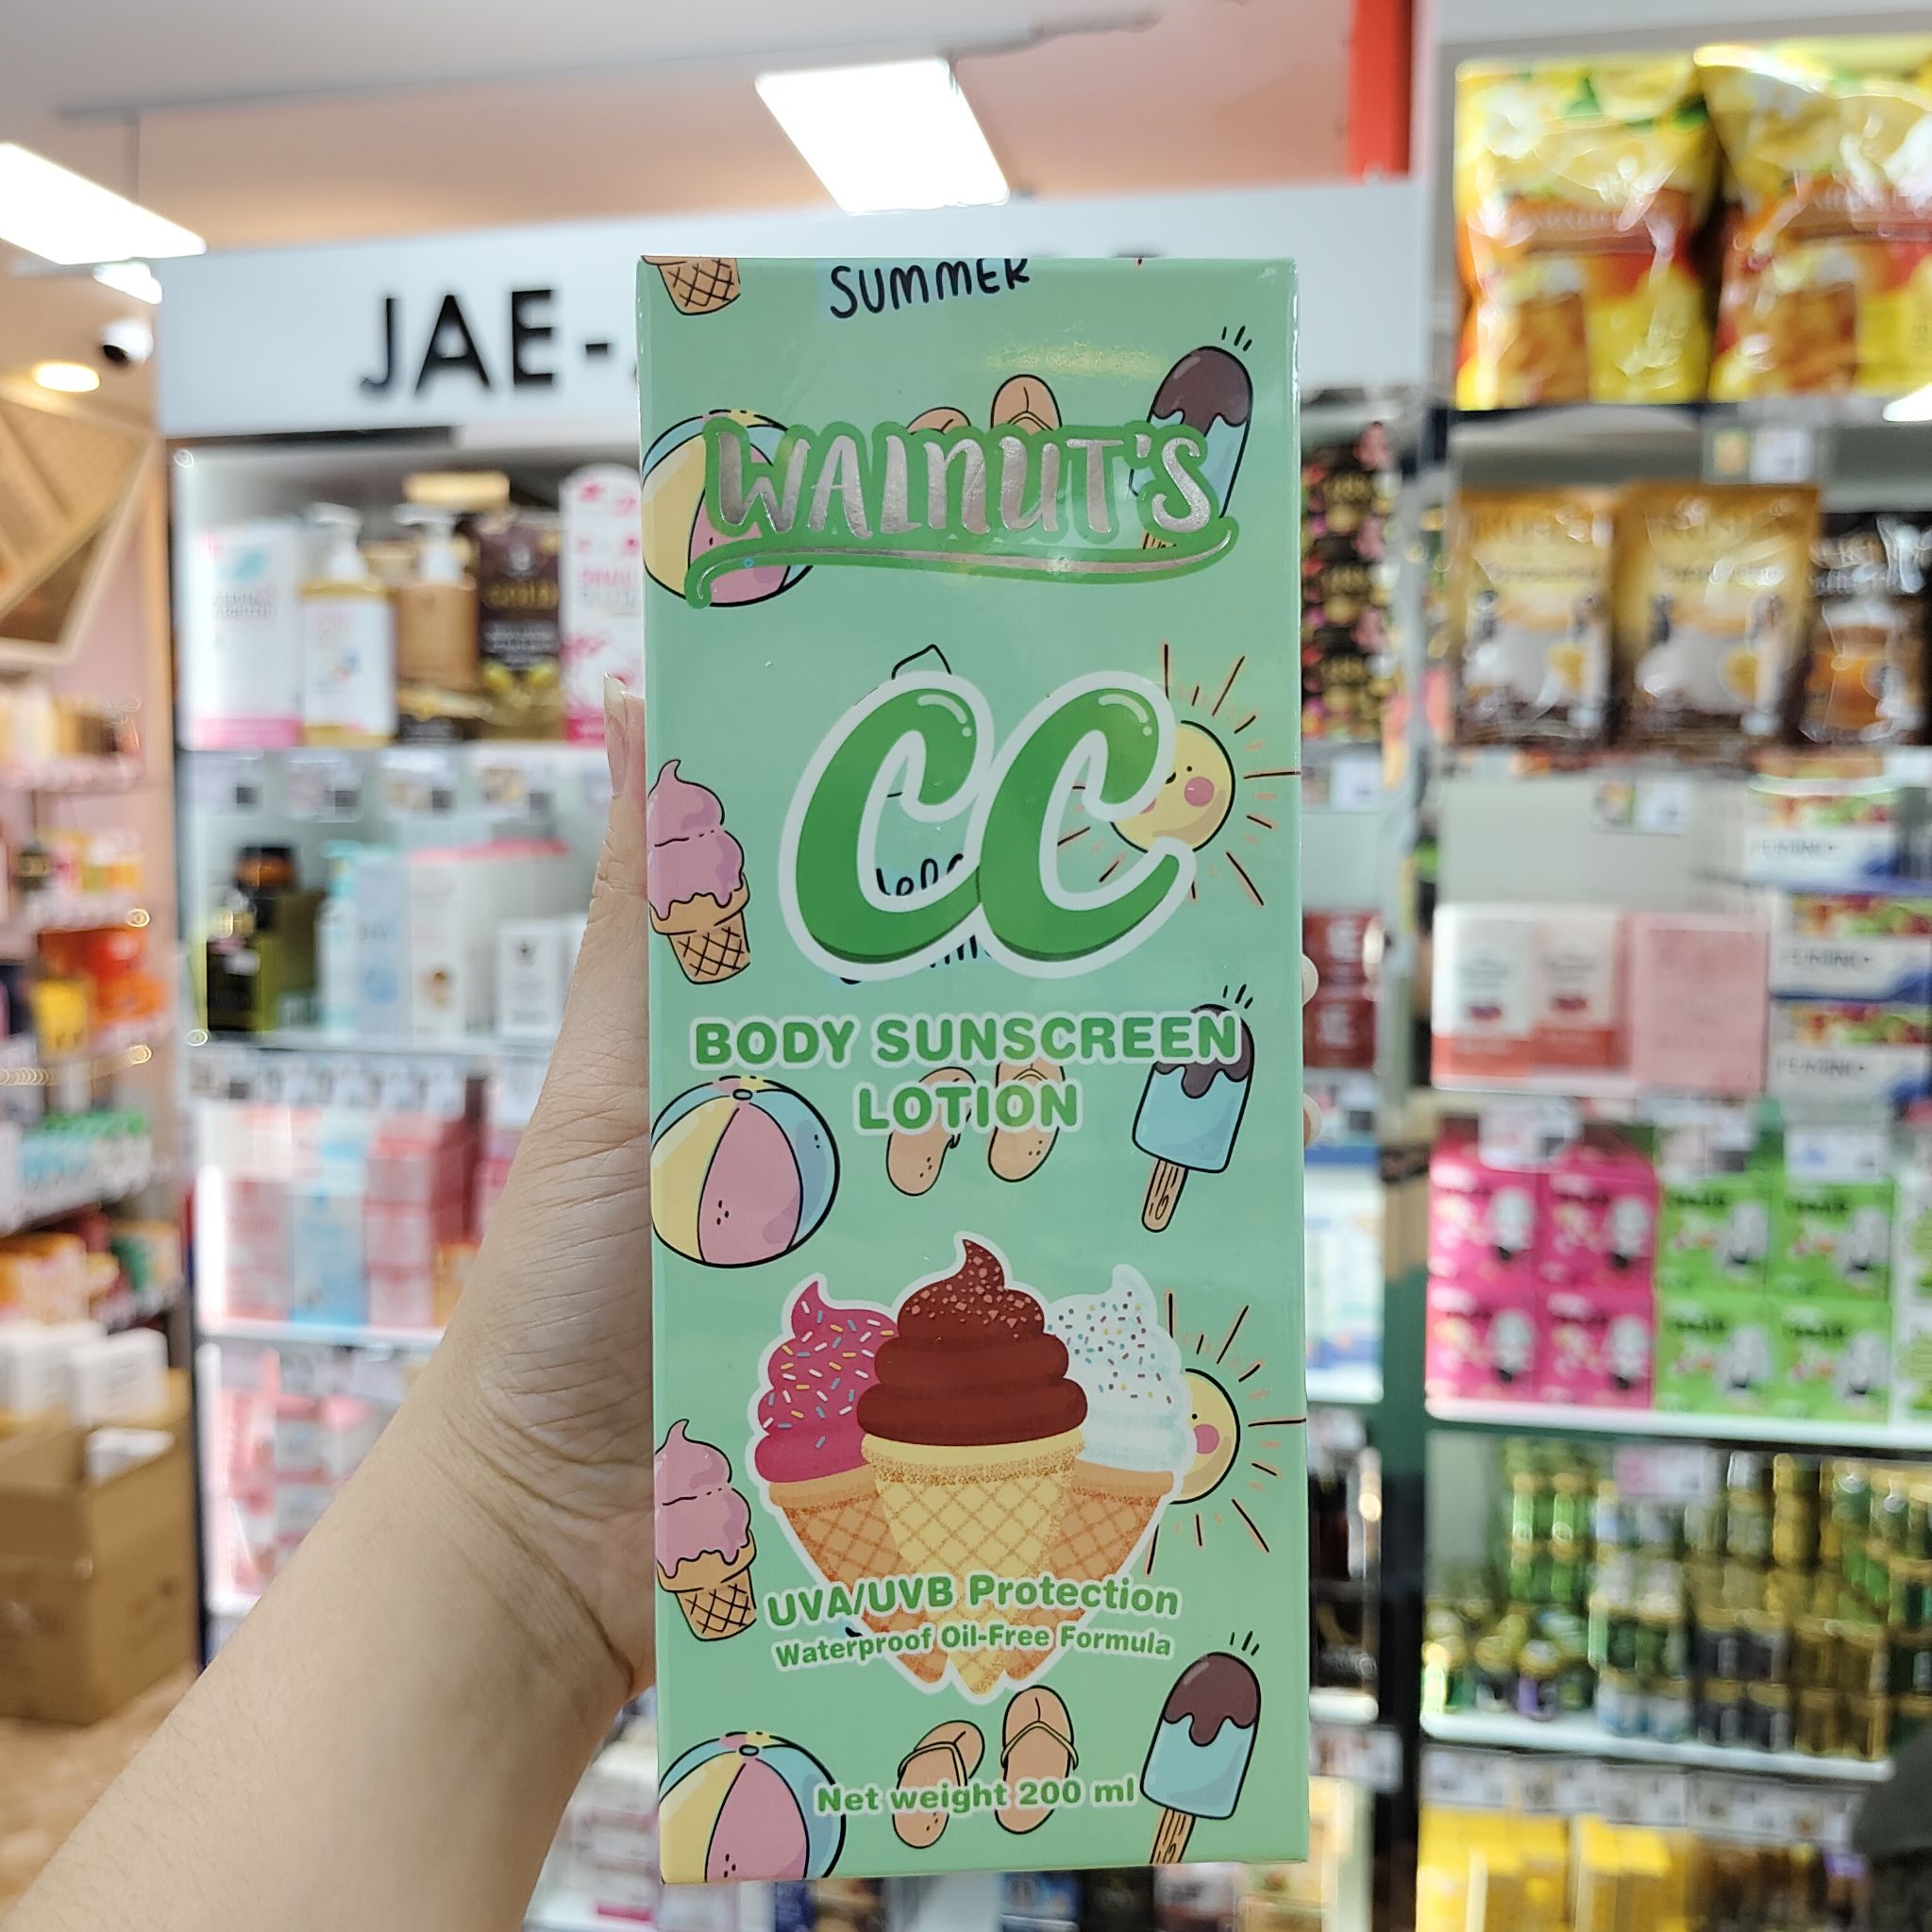 JAE-
SUMMER
WALNUT'S
CC
BODY SUNSCREEN
LOTION
UVA/UVB Protection
Waterproof Oil-Free Formula
Net weight 200 ml